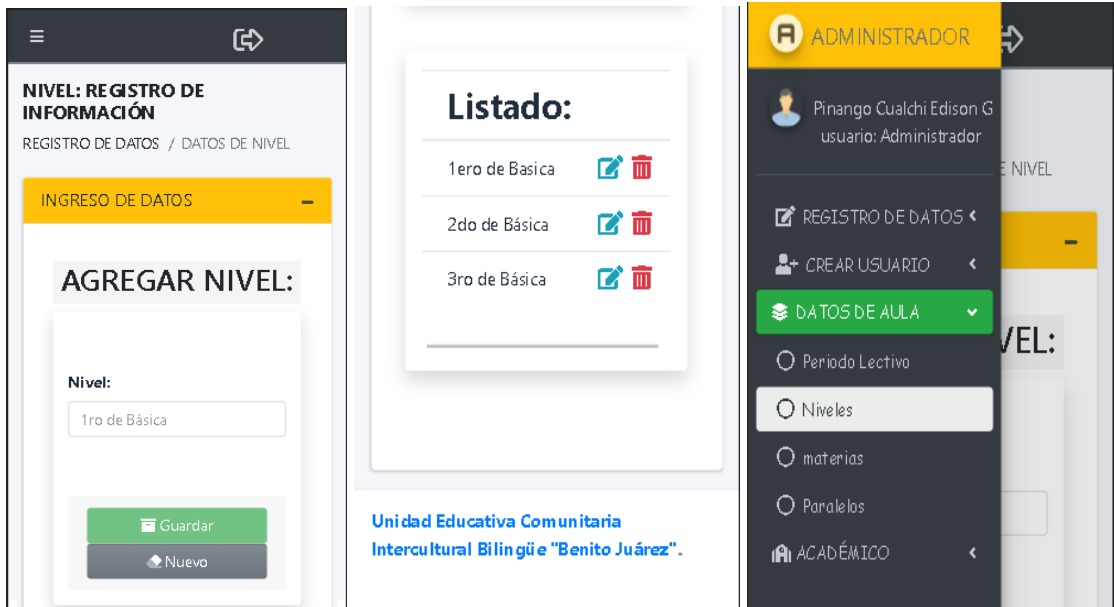 NIVEL: REGISTRO DE
INFORMACIÓN
REGISTRO DE DATOS / DATOS DE NIVEL
INGRESO DE DATOS
AGREGAR NIVEL:
Nivel:
1ro de Básica
Guardar
Nuevo
Listado:
1ero de Basica
2do de Básica
3ro de Básica
Unidad Educativa Comunitaria
Intercultural Bilingüe "Benito Juárez".
ADMINISTRADOR
Pinango Cualchi Edison G
usuario: Administrador
E NIVEL
REGISTRO DE DATOS
CREAR USUARIO
DATOS DE AULA
VEL:
Periodo Lectivo
Niveles
materias
Paralelos
ACADÉMICO